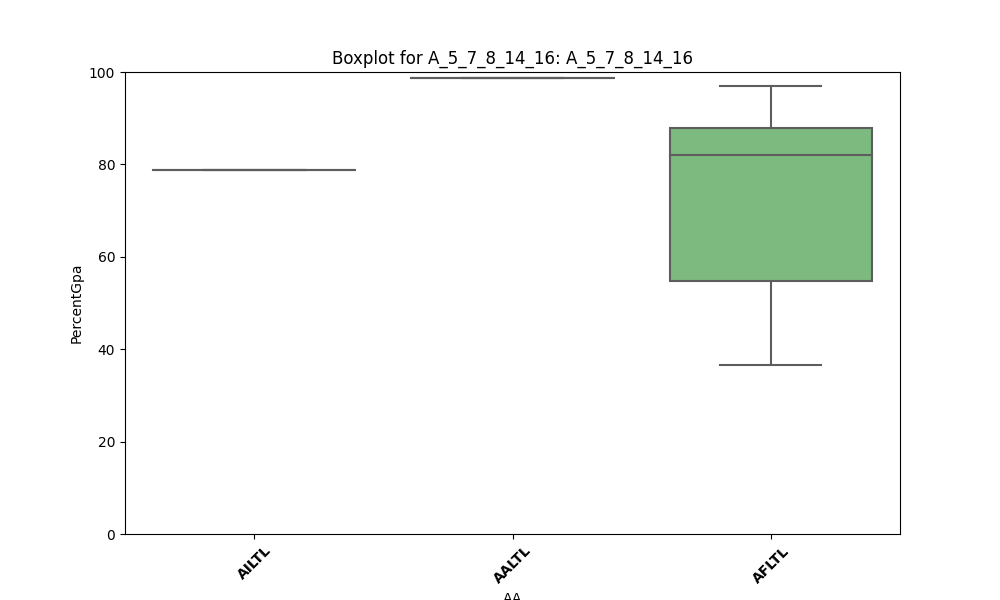 Boxplot for A_5_7_8_14_16: A_5_7_8_14_16
100
80
60
40
20
0
PercentGpa
AILTL
AALTL
AFLTL
AA